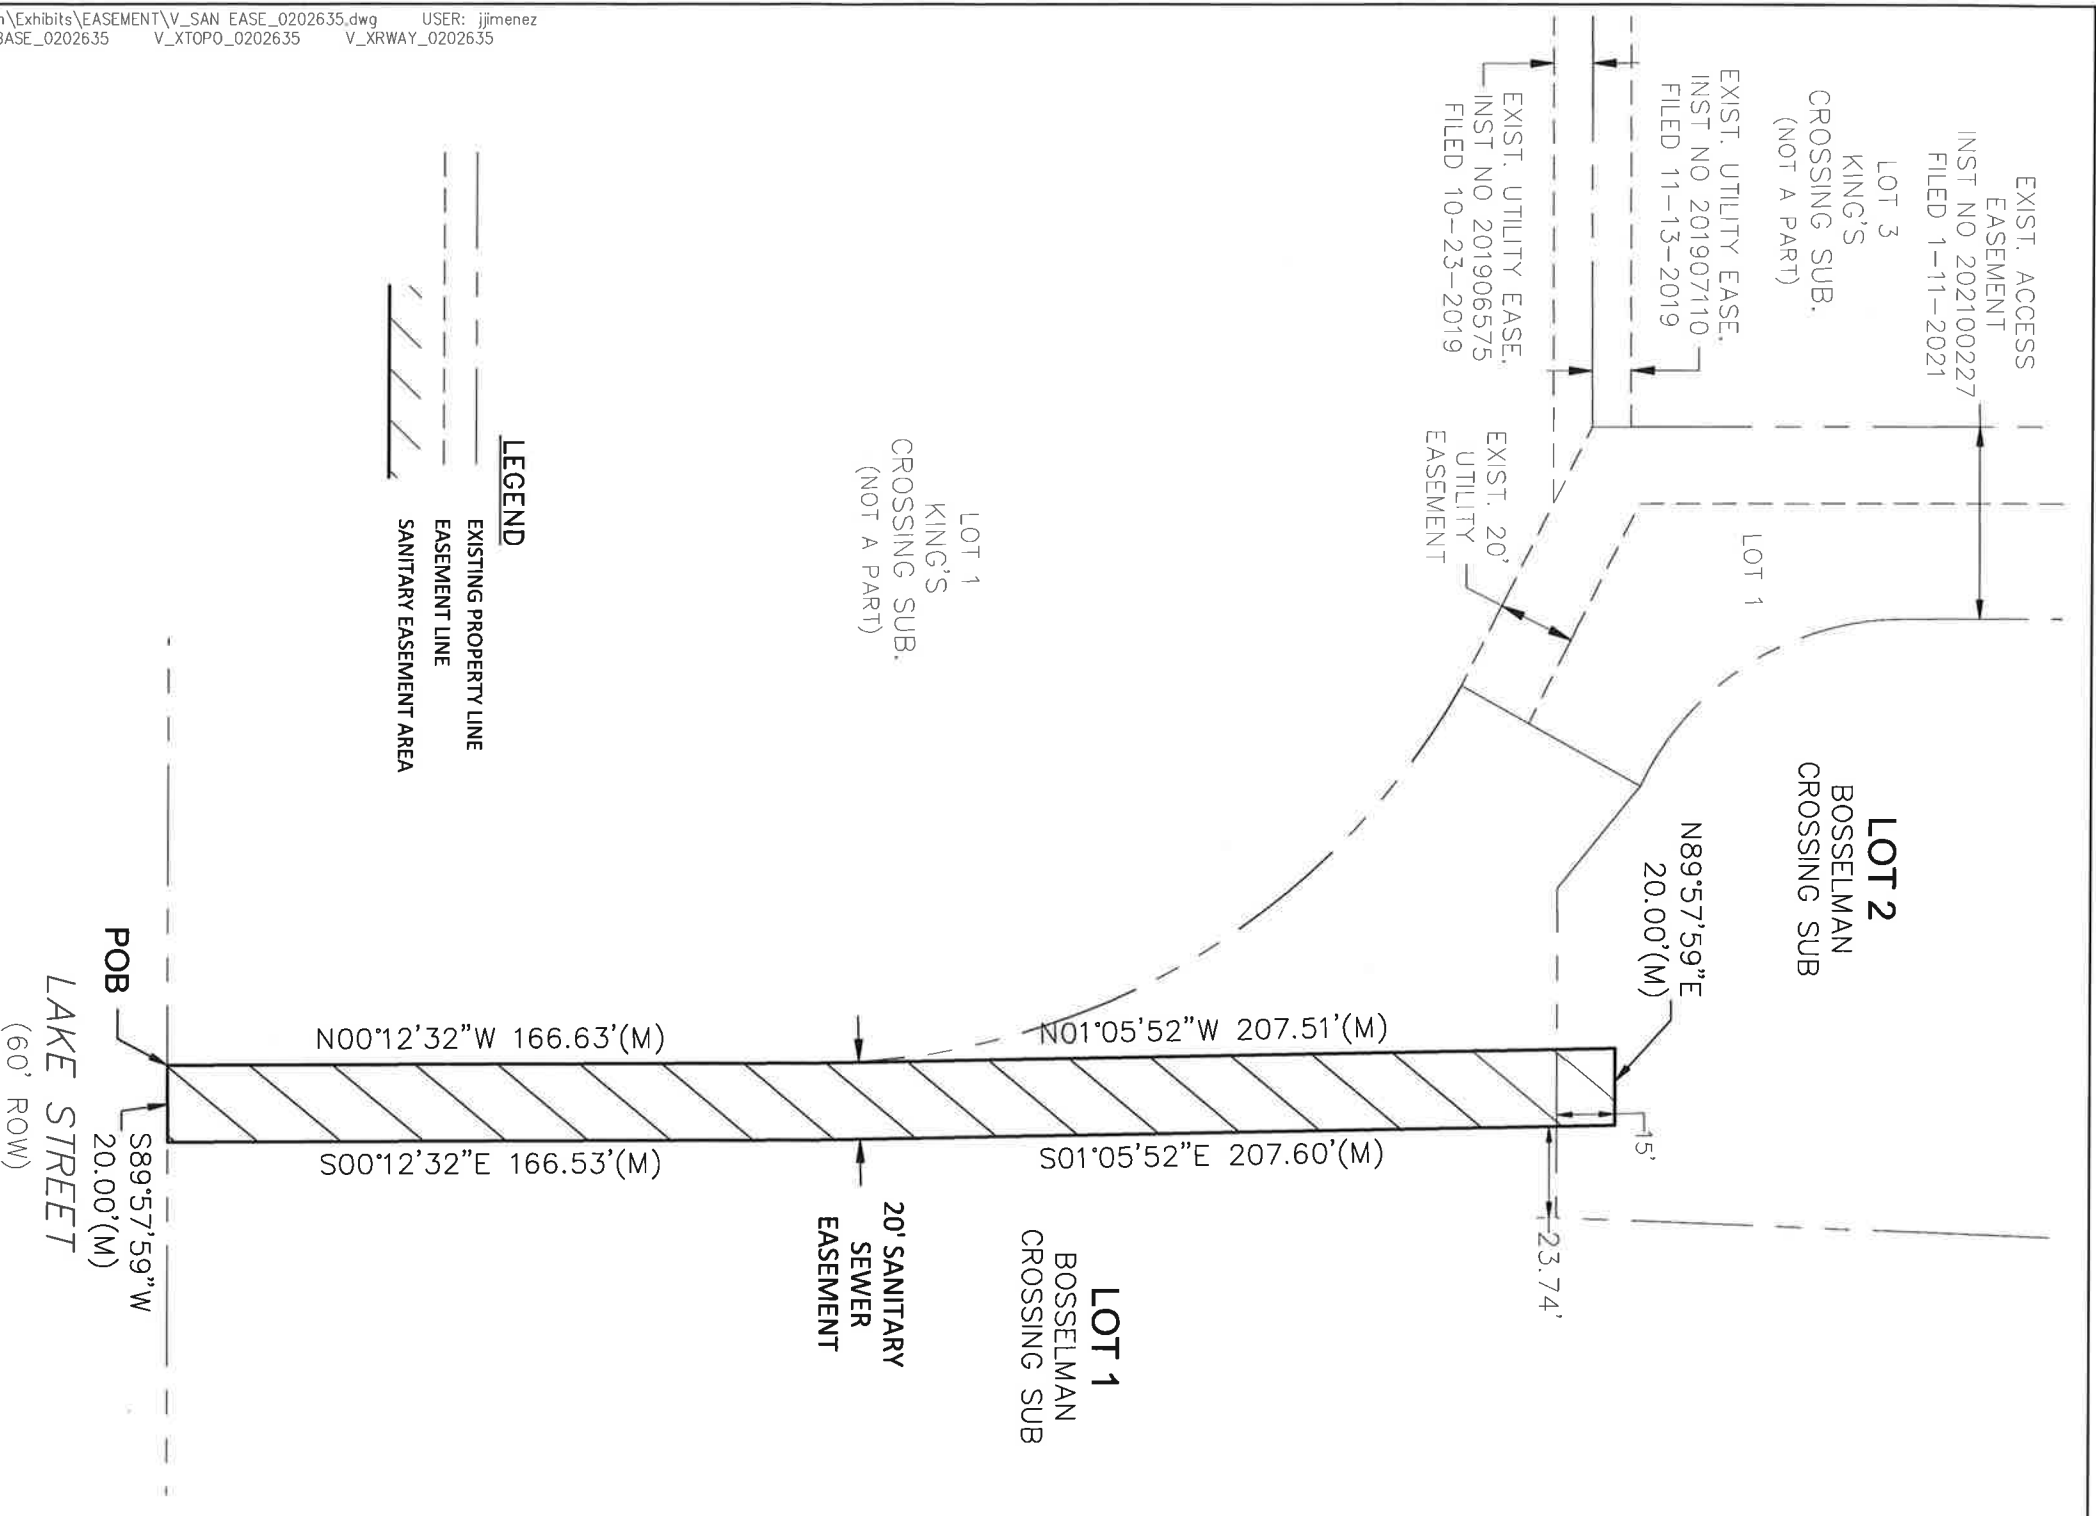 n\Exhibits\EASEMENT\V_SAN EASE_0202635.dwg USER: jjimenez
BASE_0202635 V_XTOPO_0202635 V_XRWAY_0202635
EXIST. ACCESS
EASEMENT
INST NO 202100227
FILED 1-11-2021
LOT 3
KING'S
CROSSING SUB.
(NOT A PART)
EXIST. UTILITY EASE.
INST NO 201907110
FILED 11-13-2019
EXIST. UTILITY EASE.
INST NO 201906575
FILED 10-23-2019
EXIST. 20'
UTILITY
EASEMENT
LOT 1
LOT 2
BOSSELMAN
CROSSING SUB
N89°57'59"E
20.00'(M)
LOT 1
KING'S
CROSSING SUB.
(NOT A PART)
LEGEND
EXISTING PROPERTY LINE
EASEMENT LINE
SANITARY EASEMENT AREA
N00°12'32"W 166.63'(M)
N01°05'52"W 207.51'(M)
S00°12'32"E 166.53'(M)
S01°05'52"E 207.60'(M)
15'
23.74'
20' SANITARY
SEWER
EASEMENT
LOT 1
BOSSELMAN
CROSSING SUB
POB
S89°57'59"W
20.00'(M)
LAKE STREET
(60' ROW)